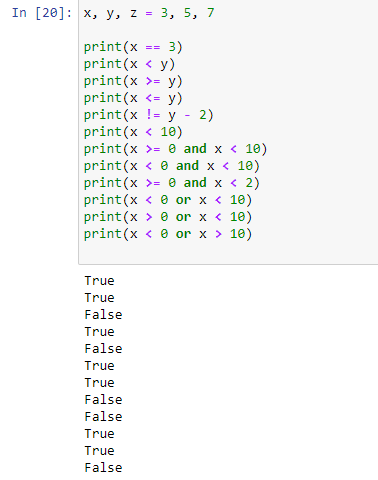 In [20]: x, y, z = 3, 5, 7
print(x == 3)
print(x < y)
print(x >= y)
print(x <= y)
print(x != y - 2)
print(x < 10)
print(x >= 0 and x < 10)
print(x < 0 and x < 10)
print(x >= 0 and x < 2)
print(x < 0 or x < 10)
print(x > 0 or x < 10)
print(x < 0 or x > 10)
True
True
False
True
False
True
True
False
False
True
True
False